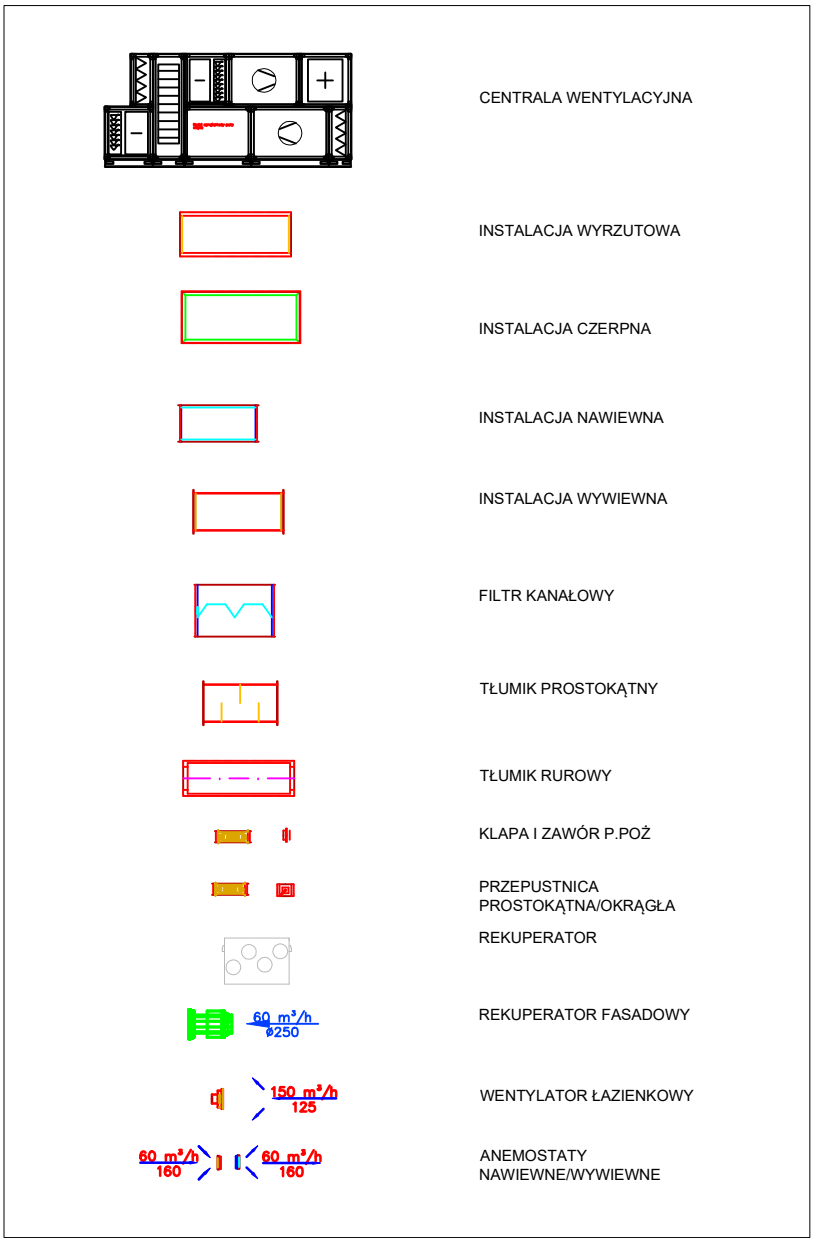 CENTRALA WENTYLACYJNA
INSTALACJA WYRZUTOWA
INSTALACJA CZERPNA
INSTALACJA NAWIEWNA
INSTALACJA WYWIEWNA
FILTR KANAŁOWY
TŁUMIK PROSTOKĄTNY
TŁUMIK RUROWY
KLAPA I ZAWÓR P.POŻ
PRZEPUSTNICA
PROSTOKĄTNA/OKRĄGŁA
REKUPERATOR
60 m³/h
ø250
REKUPERATOR FASADOWY
150 m³/h
125
WENTYLATOR ŁAZIENKOWY
60 m³/h
160
60 m³/h
160
ANEMOSTATY
NAWIEWNE/WYWIEWNE